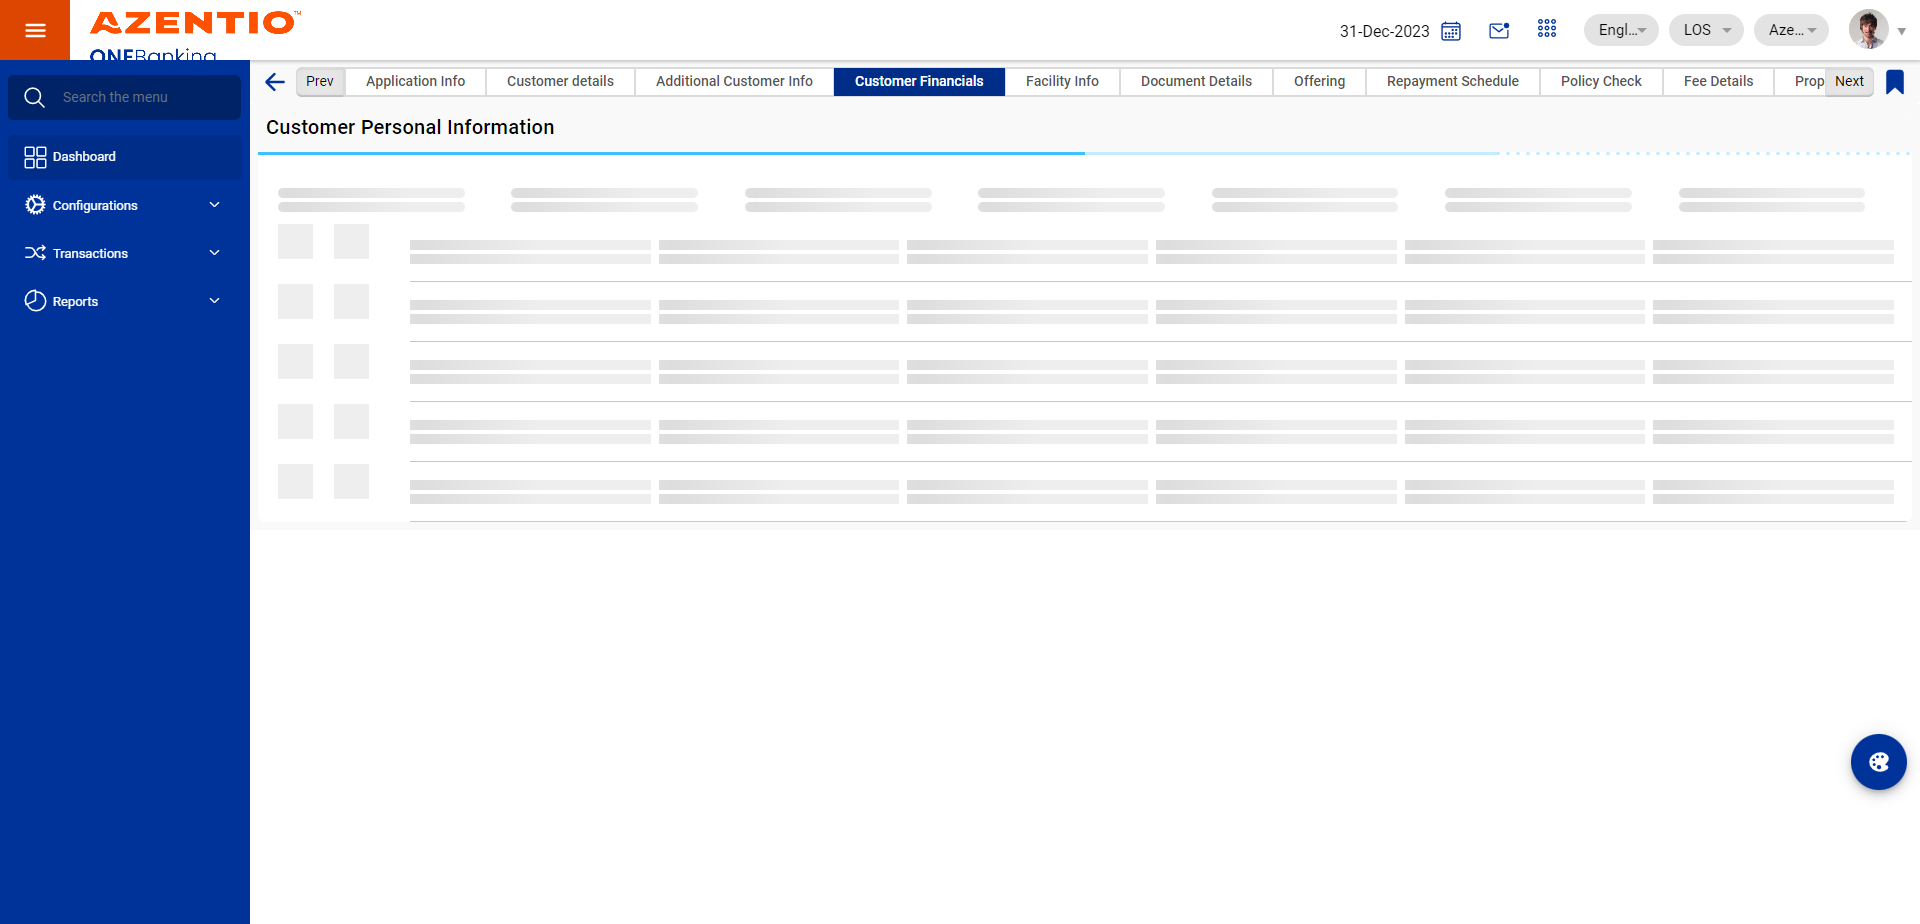 AZENTIO™
ONEBanking
31-Dec-2023
Engl...
LOS
Aze...
Search the menu
Dashboard
Configurations
Transactions
Reports
Prev
Application Info
Customer details
Additional Customer Info
Customer Financials
Facility Info
Document Details
Offering
Repayment Schedule
Policy Check
Fee Details
Prop
Next
Customer Personal Information